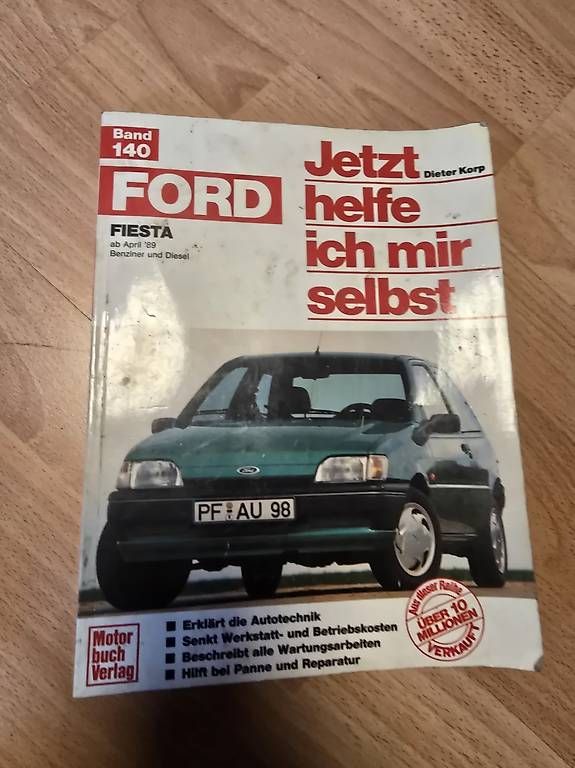 Band
140
FORD
FIESTA
ab April '89
Benziner und Diesel
Jetzt
Dieter Korp
helfe
ich mir
selbst
Ford
PF AU 98
Motor
buch
Verlag
▪ Erklärt die Autotechnik
▪ Senkt Werkstatt- und Betriebskosten
▪ Beschreibt alle Wartungsarbeiten
▪ Hilft bei Panne und Reparatur
Aus dieser Reihe
ÜBER 10
MILLIONEN
VERKAUFT